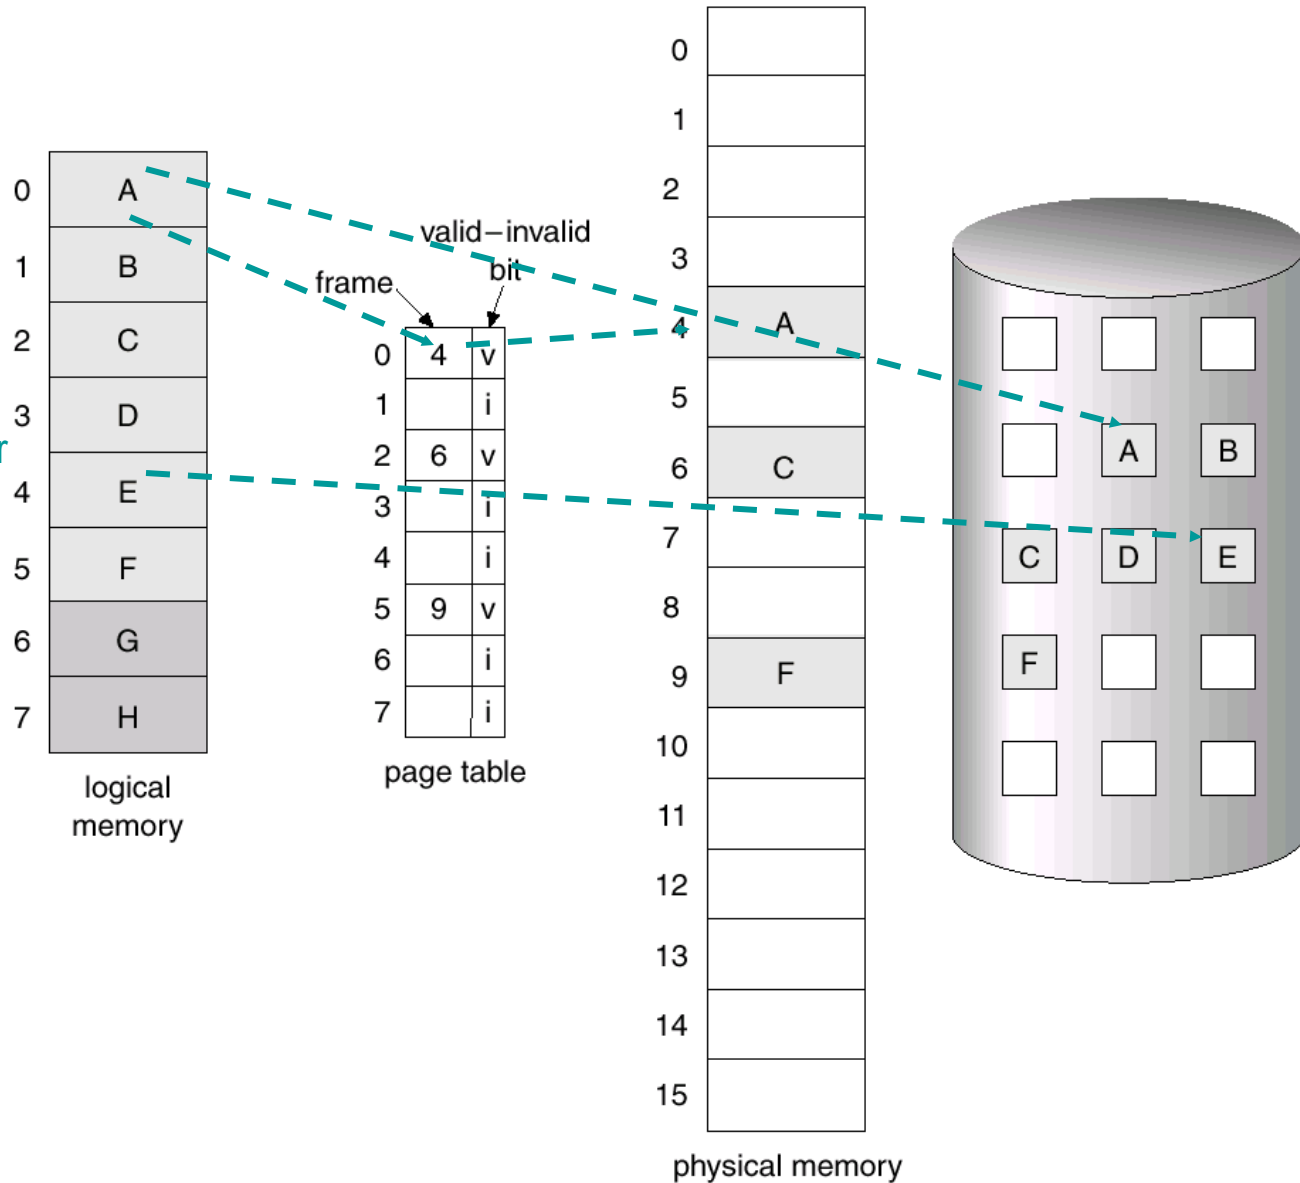 0 A
1 B
2 C
3 D
r
4 E
5 F
6 G
7 H
logical
memory
valid–invalid
bit
frame
0 4 v
1 i
2 6 v
3 i
4 i
5 9 v
6 i
7 i
page table
0
1
2
3
4 A
5
6 C
7
8
9 F
10
11
12
13
14
15
physical memory
A B
C D E
F